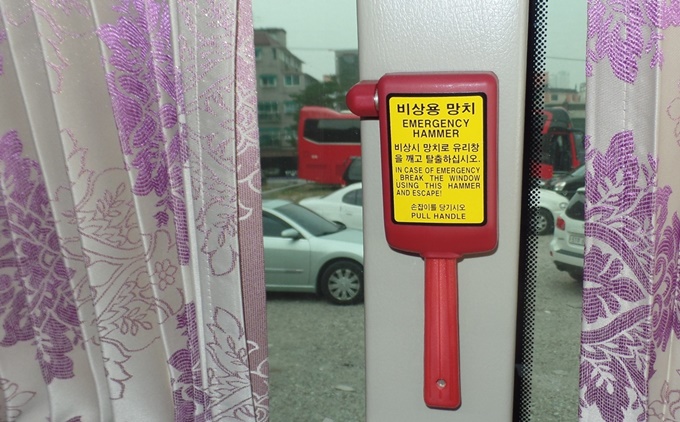 비상용 망치
EMERGENCY
HAMMER
비상시 망치로 유리창
을 깨고 탈출하십시오.
IN CASE OF EMERGENCY
BREAK THE WINDOW
USING THIS HAMMER
AND ESCAPE!
손잡이를 당기시오
PULL HANDLE